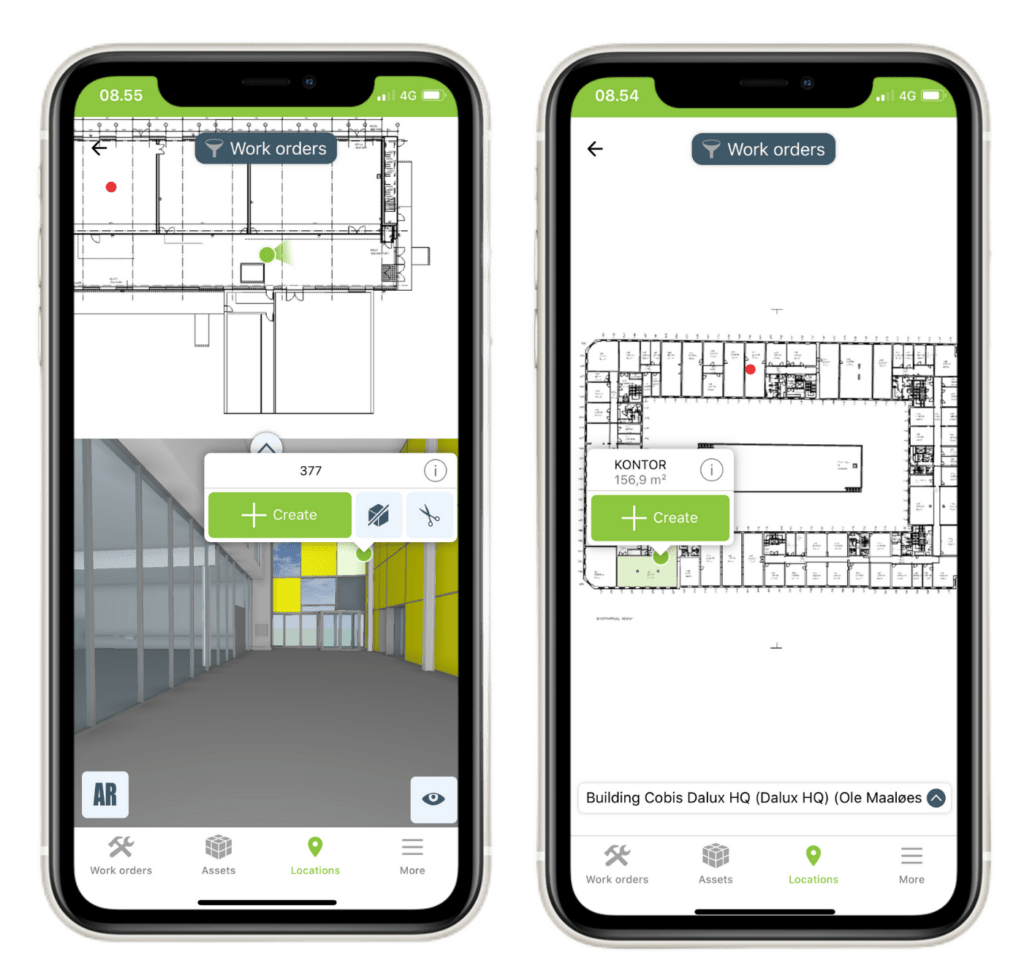 08.55
4G
Work orders
377
Create
AR
Work orders
Assets
Locations
More
08.54
4G
Work orders
KONTOR
156,9 m²
Create
Building Cobis Dalux HQ (Dalux HQ) (Ole Maaløes
Work orders
Assets
Locations
More